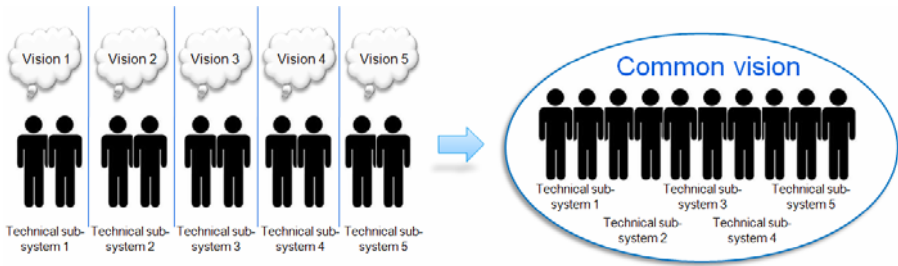 Vision 1
Vision 2
Vision 3
Vision 4
Vision 5
Technical sub-
system 1
Technical sub-
system 2
Technical sub-
system 3
Technical sub-
system 4
Technical sub-
system 5
Common vision
Technical sub-
system 1
Technical sub-
system 2
Technical sub-
system 3
Technical sub-
system 4
Technical sub-
system 5